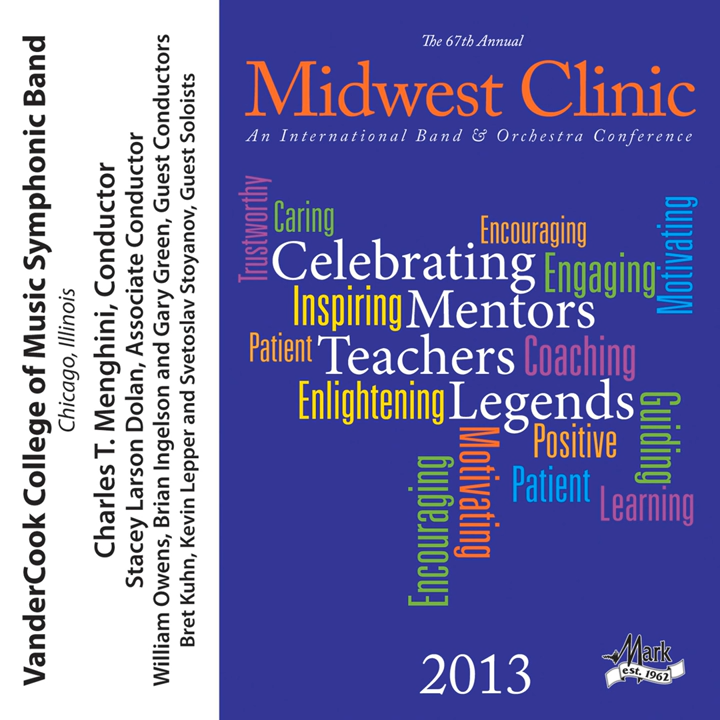 VanderCook College of Music Symphonic Band
Chicago, Illinois
Charles T. Menghini, Conductor
Stacey Larson Dolan, Associate Conductor
William Owens, Brian Ingelson and Gary Green, Guest Conductors
Bret Kuhn, Kevin Lepper and Svetoslav Stoyanov, Guest Soloists
The 67th Annual
Midwest Clinic
An International Band & Orchestra Conference
Trustworthy
Caring
Encouraging
Motivating
Celebrating
Engaging
Inspiring
Mentors
Patient
Teachers
Coaching
Enlightening
Legends
Guiding
Motivating
Positive
Encouraging
Patient
Learning
2013
Mark
est. 1962